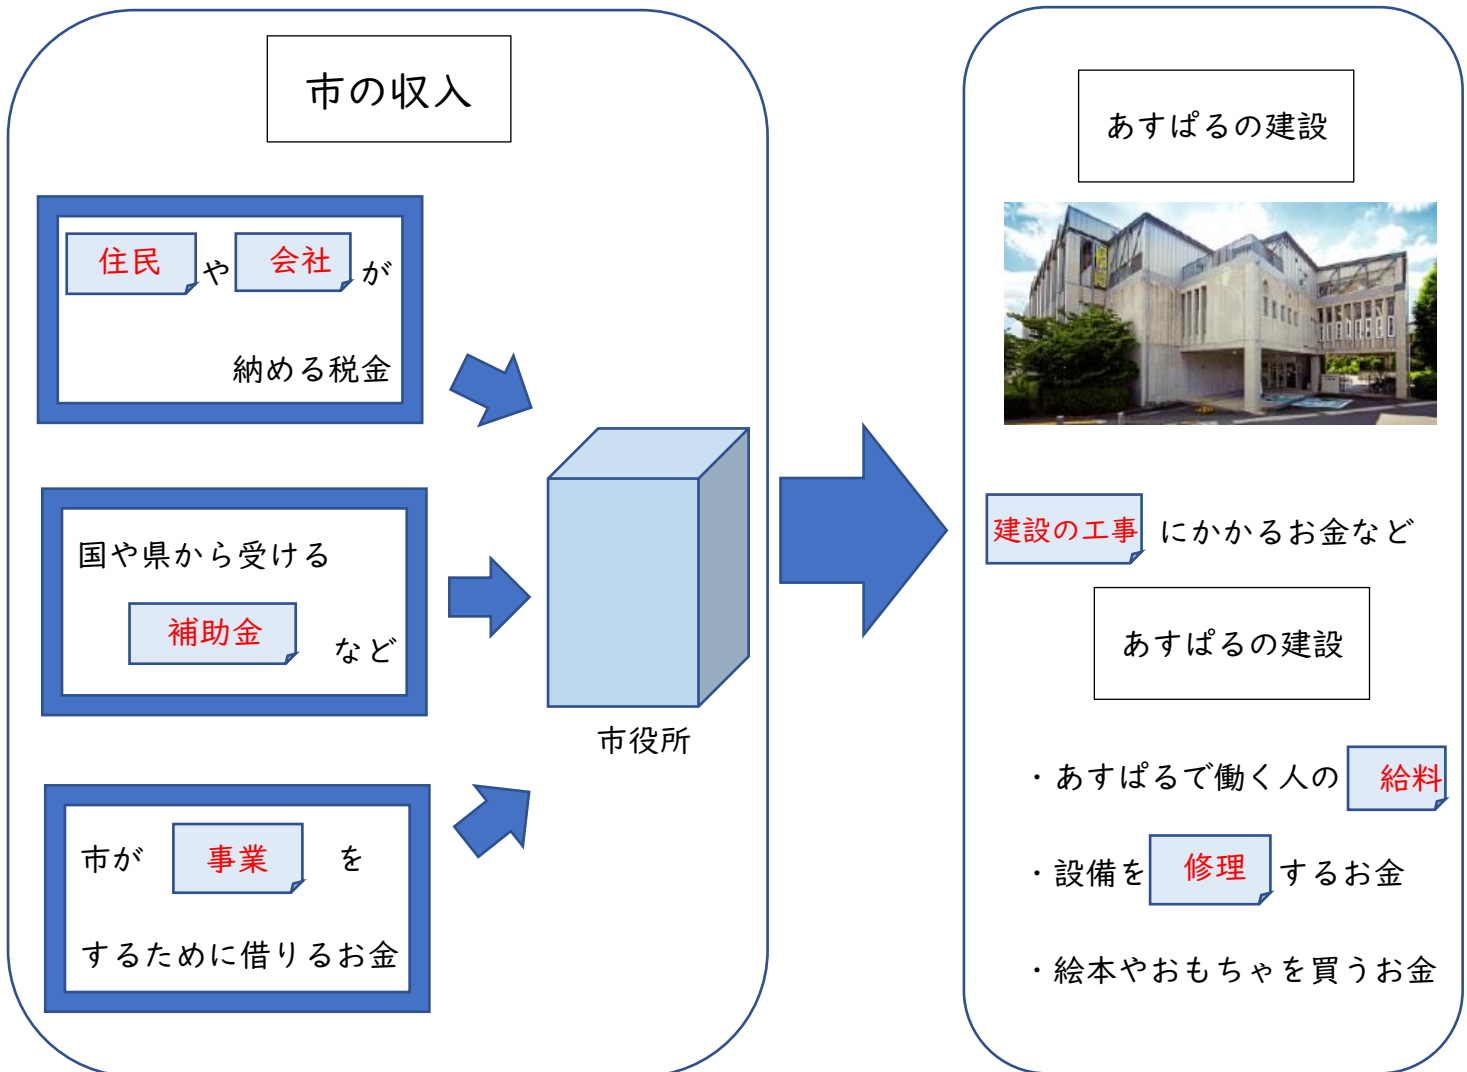 市の収入
住民や会社が
納める税金
国や県から受ける
補助金 など
市が 事業 を
するために借りるお金
市役所
あすぱるの建設
建設の工事 にかかるお金など
あすぱるの建設
・あすぱるで働く人の 給料
・設備を 修理 するお金
・絵本やおもちゃを買うお金